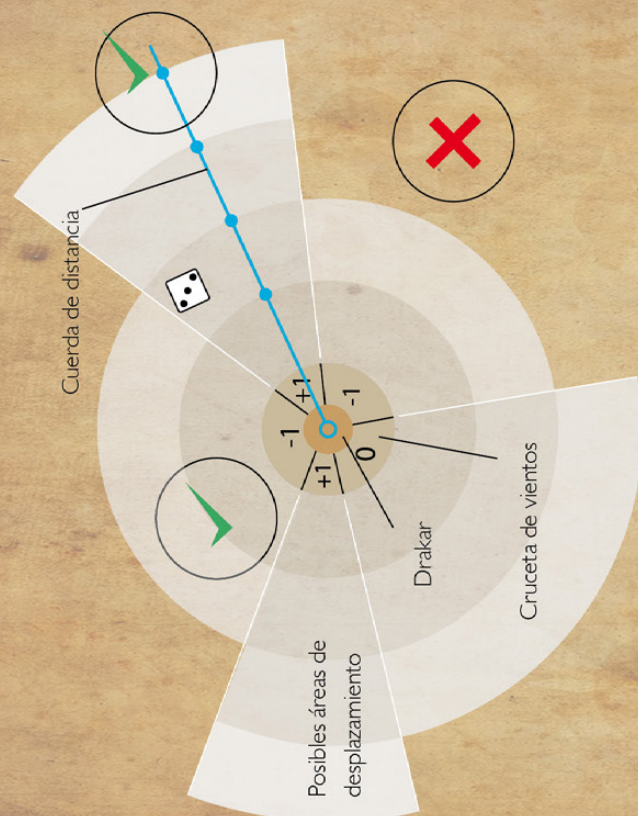 Cuerda de distancia
-1
+1
-1
+1
0
Drakar
Cruceta de vientos
Posibles áreas de
desplazamiento